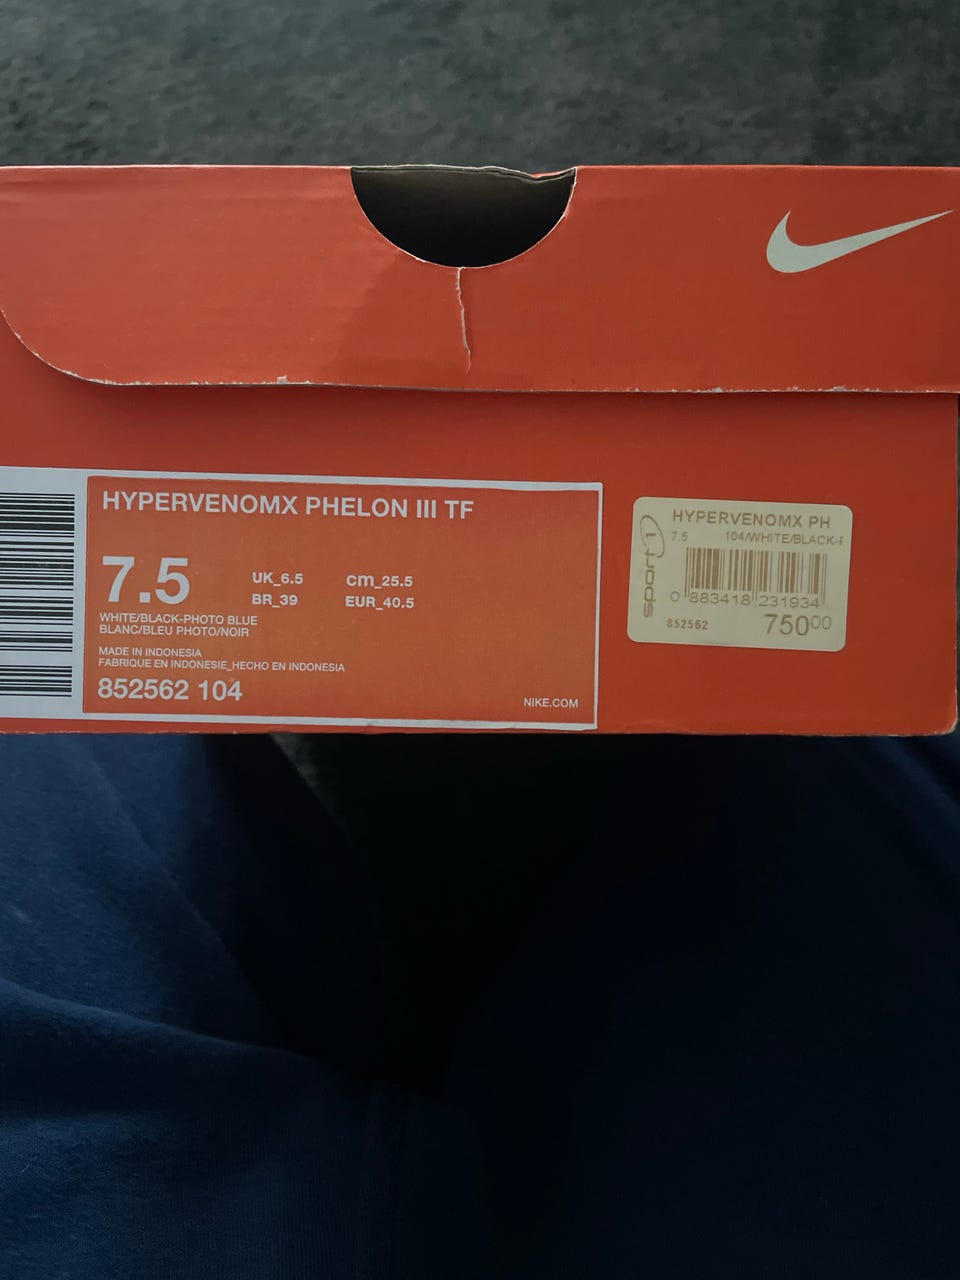 HYPERVENOMX PHELON III TF
7.5
UK_6.5 cm_25.5
BR_39 EUR_40.5
WHITE/BLACK-PHOTO BLUE
BLANC/BLEU PHOTO/NOIR
MADE IN INDONESIA
FABRIQUE EN INDONESIE_HECHO EN INDONESIA
852562 104
NIKE.COM
sport1
HYPERVENOMX PH
7.5 104/WHITE/BLACK-F
0 883418 231934
852562 75000